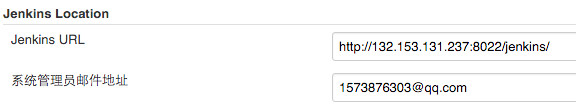 Jenkins Location
Jenkins URL
http://132.153.131.237:8022/jenkins/
系统管理员邮件地址
1573876303@qq.com